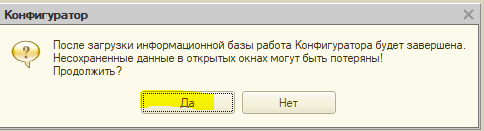 Конфигуратор
После загрузки информационной базы работа Конфигуратора будет завершена.
Несохраненные данные в открытых окнах могут быть потеряны!
Продолжить?
Да Нет